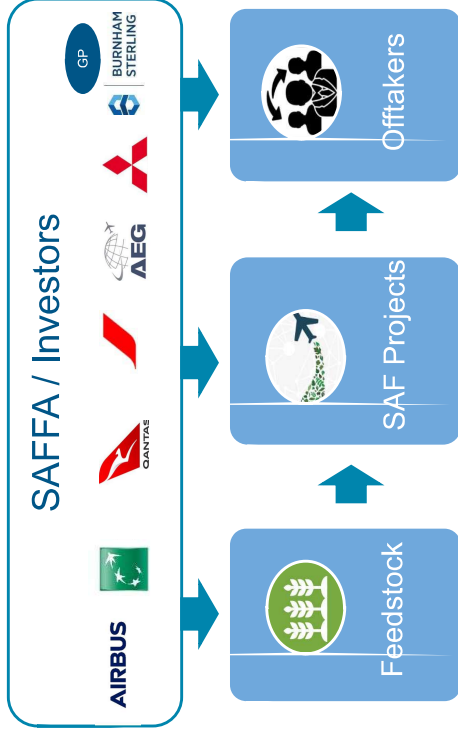 SAFFA / Investors
AIRBUS
QANTAS
AEG
GP
BURNHAM
STERLING
Feedstock
SAF Projects
Offtakers